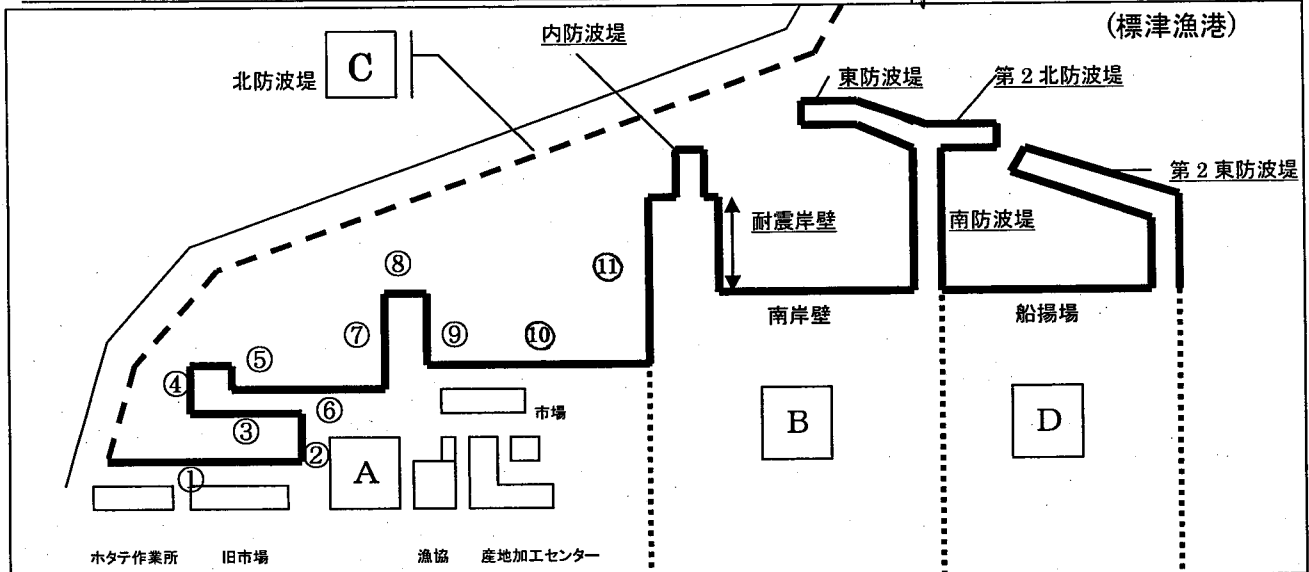 (標津漁港)
内防波堤
北防波堤
C
東防波堤
第2北防波堤
第2東防波堤
耐震岸壁
南防波堤
⑧
⑪
南岸壁
船揚場
⑦
⑨
⑩
⑤
④
⑥
市場
③
②
①
A
B
D
ホタテ作業所
旧市場
漁協
産地加工センター